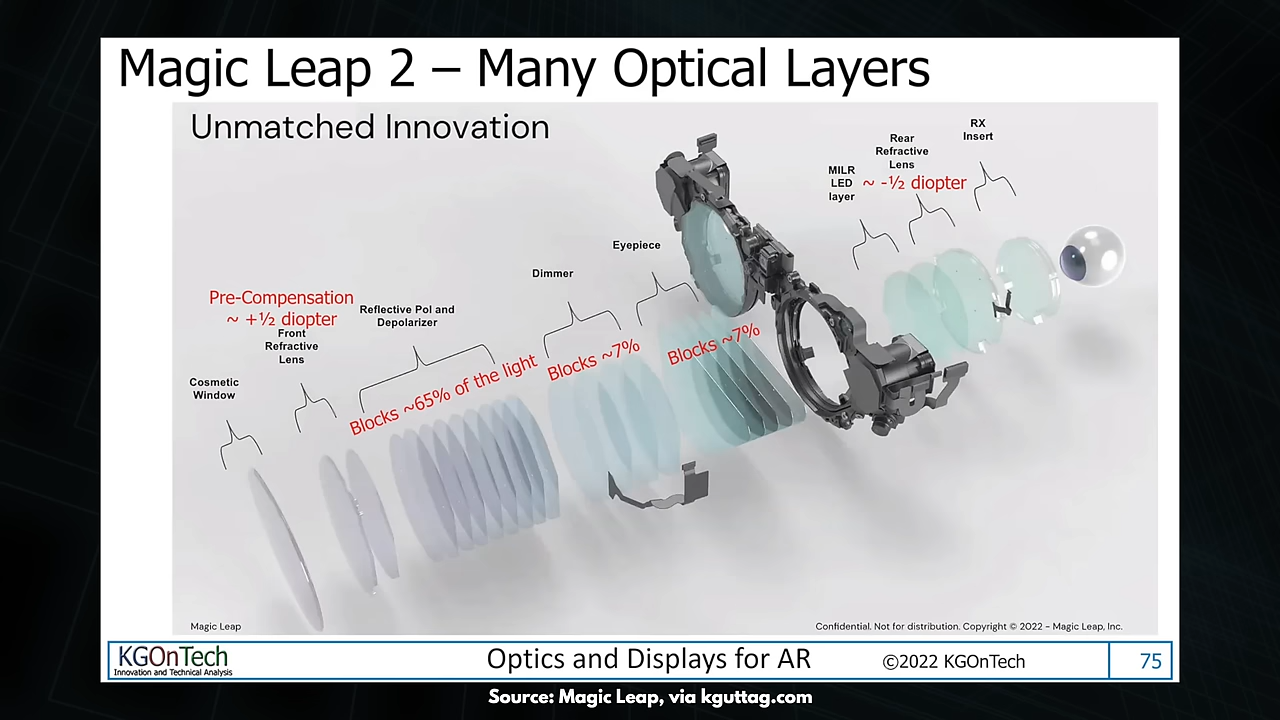 Magic Leap 2 – Many Optical Layers
Unmatched Innovation
RX
Insert
Rear
Refractive
Lens
~ -½ diopter
MILR
LED
layer
Eyepiece
Dimmer
Pre-Compensation
~ +½ diopter
Front
Refractive
Lens
Reflective Pol and
Depolarizer
Cosmetic
Window
Blocks ~65% of the light
Blocks ~7%
Blocks ~7%
Magic Leap
Confidential. Not for distribution. Copyright © 2022 - Magic Leap, Inc.
KGOnTech
Innovation and Technical Analysis
Optics and Displays for AR
©2022 KGOnTech
75
Source: Magic Leap, via kguttag.com